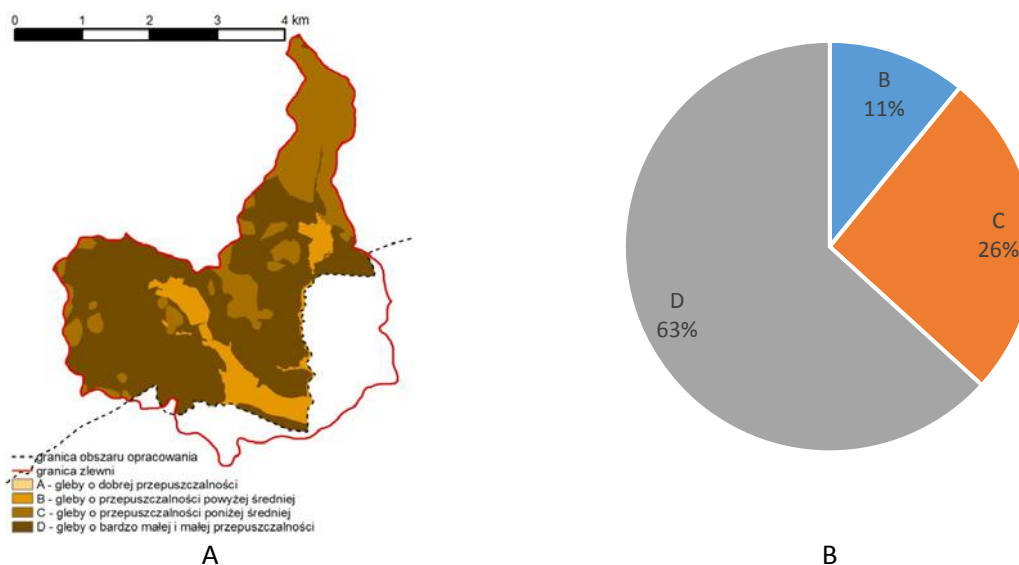 0 1 2 3 4 km
granica obszaru opracowania
granica zlewni
A - gleby o dobrej przepuszczalności
B - gleby o przepuszczalności powyżej średniej
C - gleby o przepuszczalności poniżej średniej
D - gleby o bardzo małej i małej przepuszczalności
A
B
11%
C
26%
D
63%
B